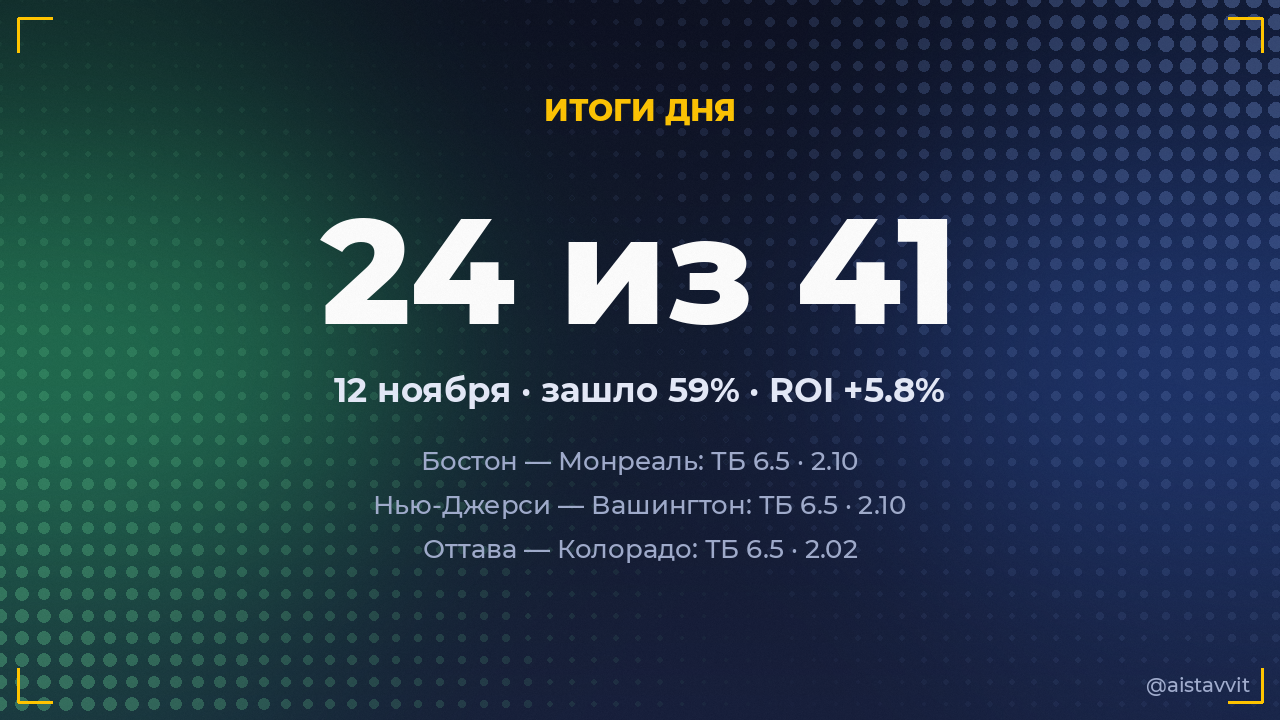 ИТОГИ ДНЯ
24 из 41
12 ноября · зашло 59% · ROI +5.8%
Бостон — Монреаль: ТБ 6.5 · 2.10
Нью-Джерси — Вашингтон: ТБ 6.5 · 2.10
Оттава — Колорадо: ТБ 6.5 · 2.02
@aistavvit